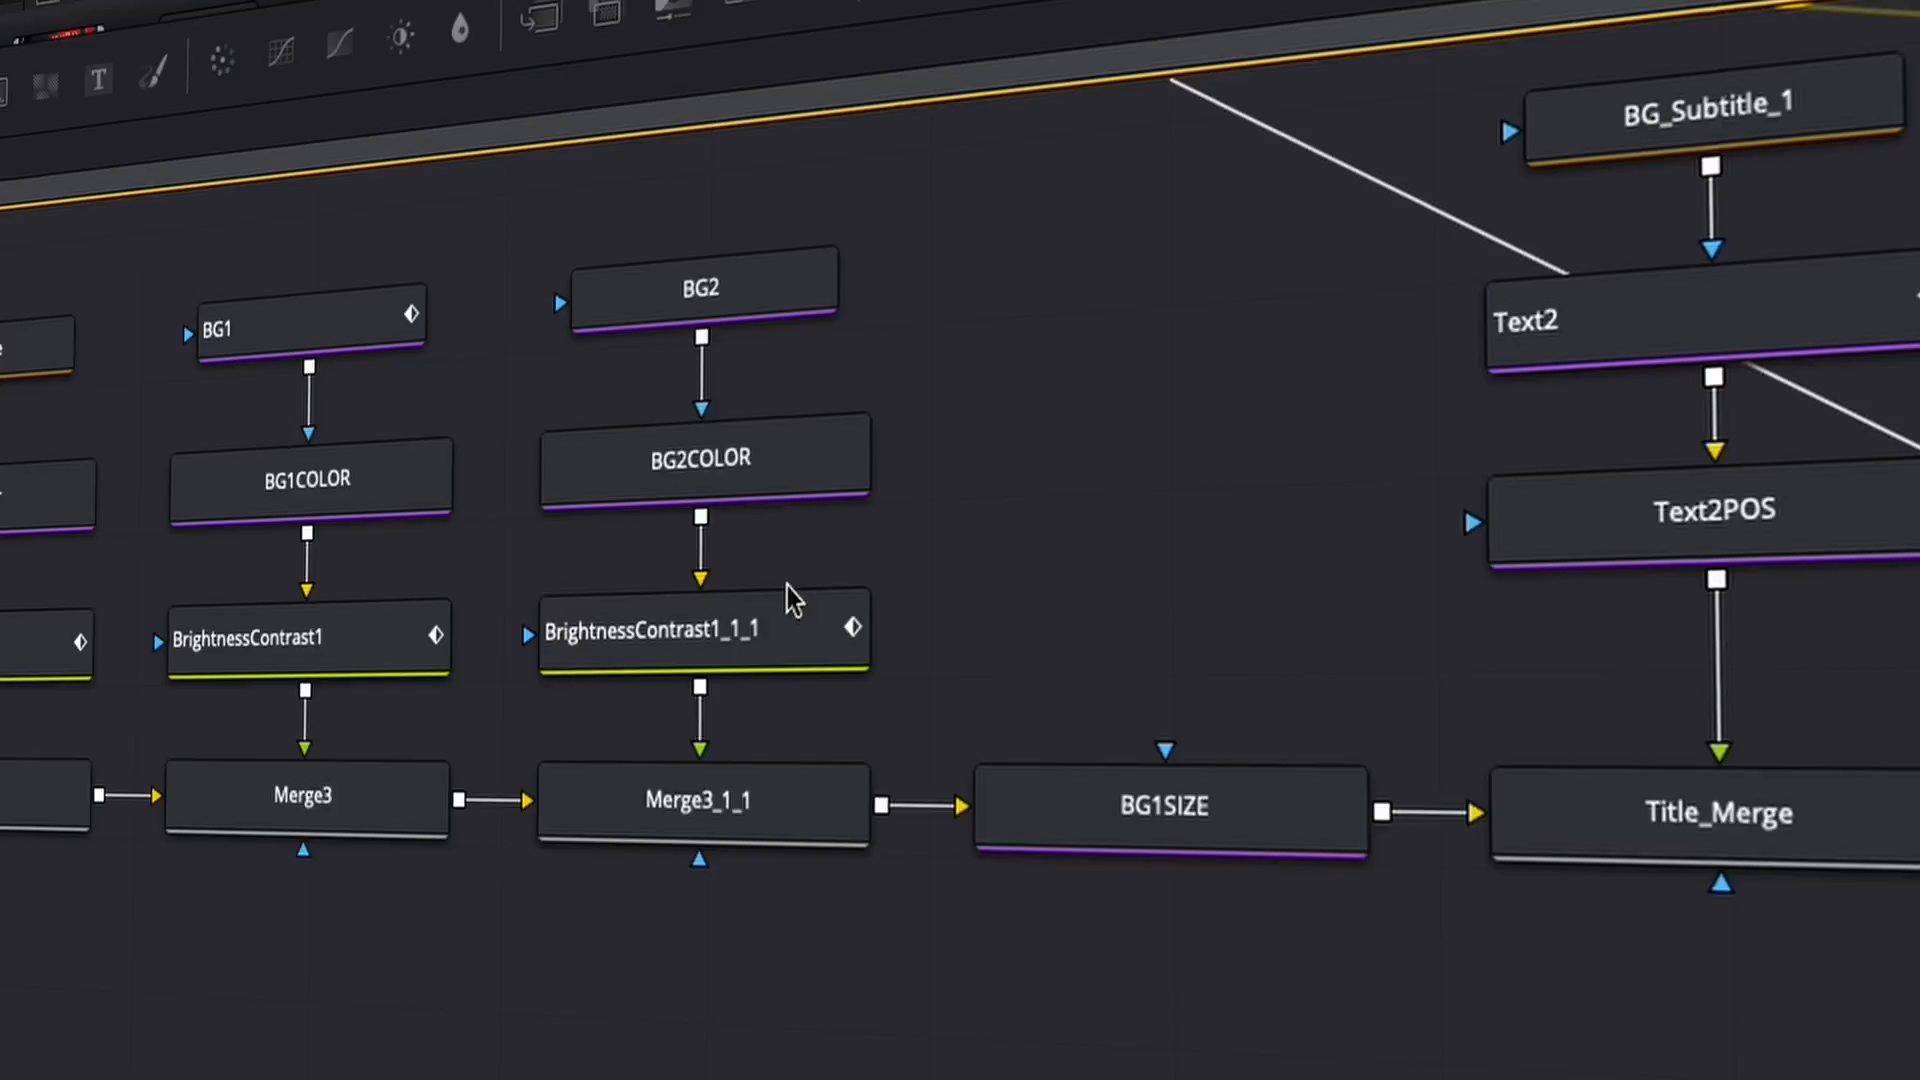 T
BG_Subtitle_1
BG1
BG2
Text2
BG1COLOR
BG2COLOR
Text2POS
BrightnessContrast1
BrightnessContrast1_1_1
Merge3
Merge3_1_1
BG1SIZE
Title_Merge